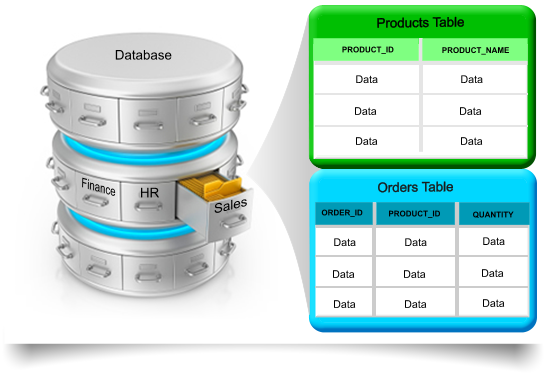 Database
Finance HR Sales
Products Table
PRODUCT_ID PRODUCT_NAME
Data Data
Data Data
Data Data
Orders Table
ORDER_ID PRODUCT_ID QUANTITY
Data Data Data
Data Data Data
Data Data Data